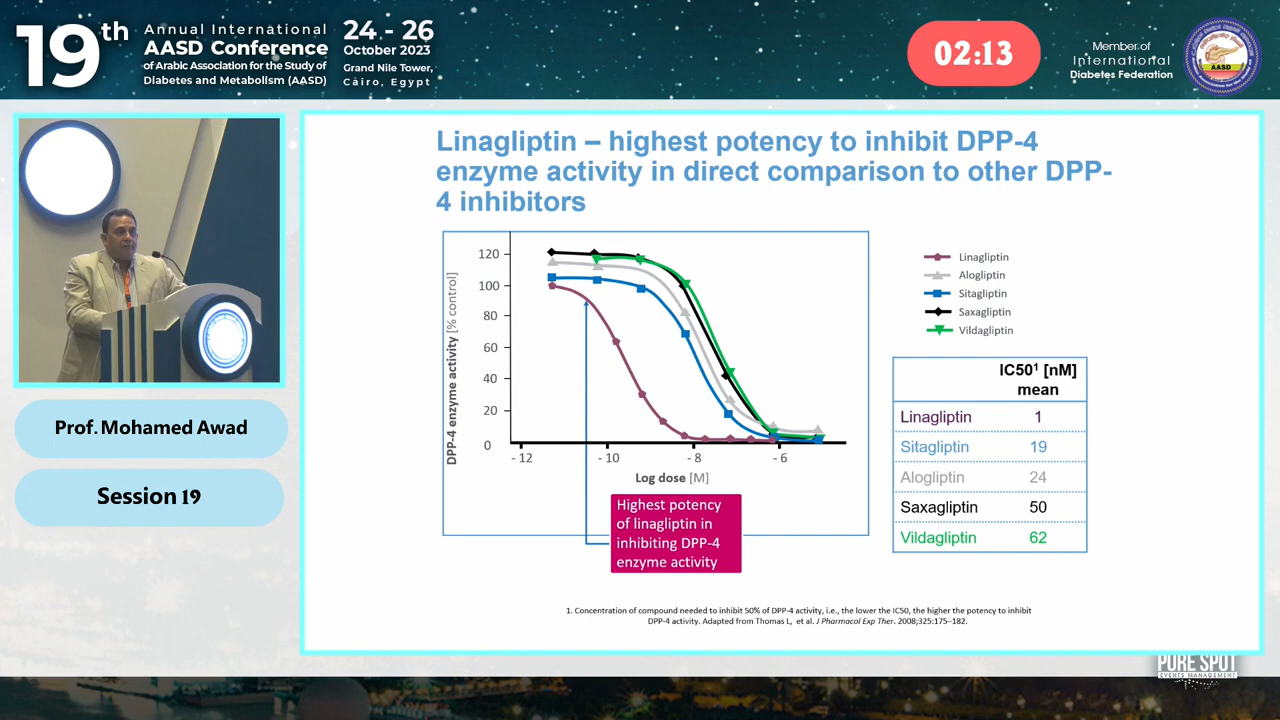 19th
Annual International
AASD Conference
of Arabic Association for the Study of
Diabetes and Metabolism (AASD)
24 - 26
October 2023
Grand Nile Tower,
Cairo, Egypt
02:13
Member of
International
Diabetes Federation
AASD
Prof. Mohamed Awad
Session 19
Linagliptin – highest potency to inhibit DPP-4
enzyme activity in direct comparison to other DPP-
4 inhibitors
DPP-4 enzyme activity [% control]
120
100
80
60
40
20
0
- 12
- 10
- 8
- 6
Log dose [M]
Highest potency
of linagliptin in
inhibiting DPP-4
enzyme activity
Linagliptin
Alogliptin
Sitagliptin
Saxagliptin
Vildagliptin
IC50¹ [nM]
mean
Linagliptin 1
Sitagliptin 19
Alogliptin 24
Saxagliptin 50
Vildagliptin 62
1. Concentration of compound needed to inhibit 50% of DPP-4 activity, i.e., the lower the IC50, the higher the potency to inhibit
DPP-4 activity. Adapted from Thomas L, et al. J Pharmacol Exp Ther. 2008;325:175–182.
PURE SPOT
EVENTS MANAGEMENT